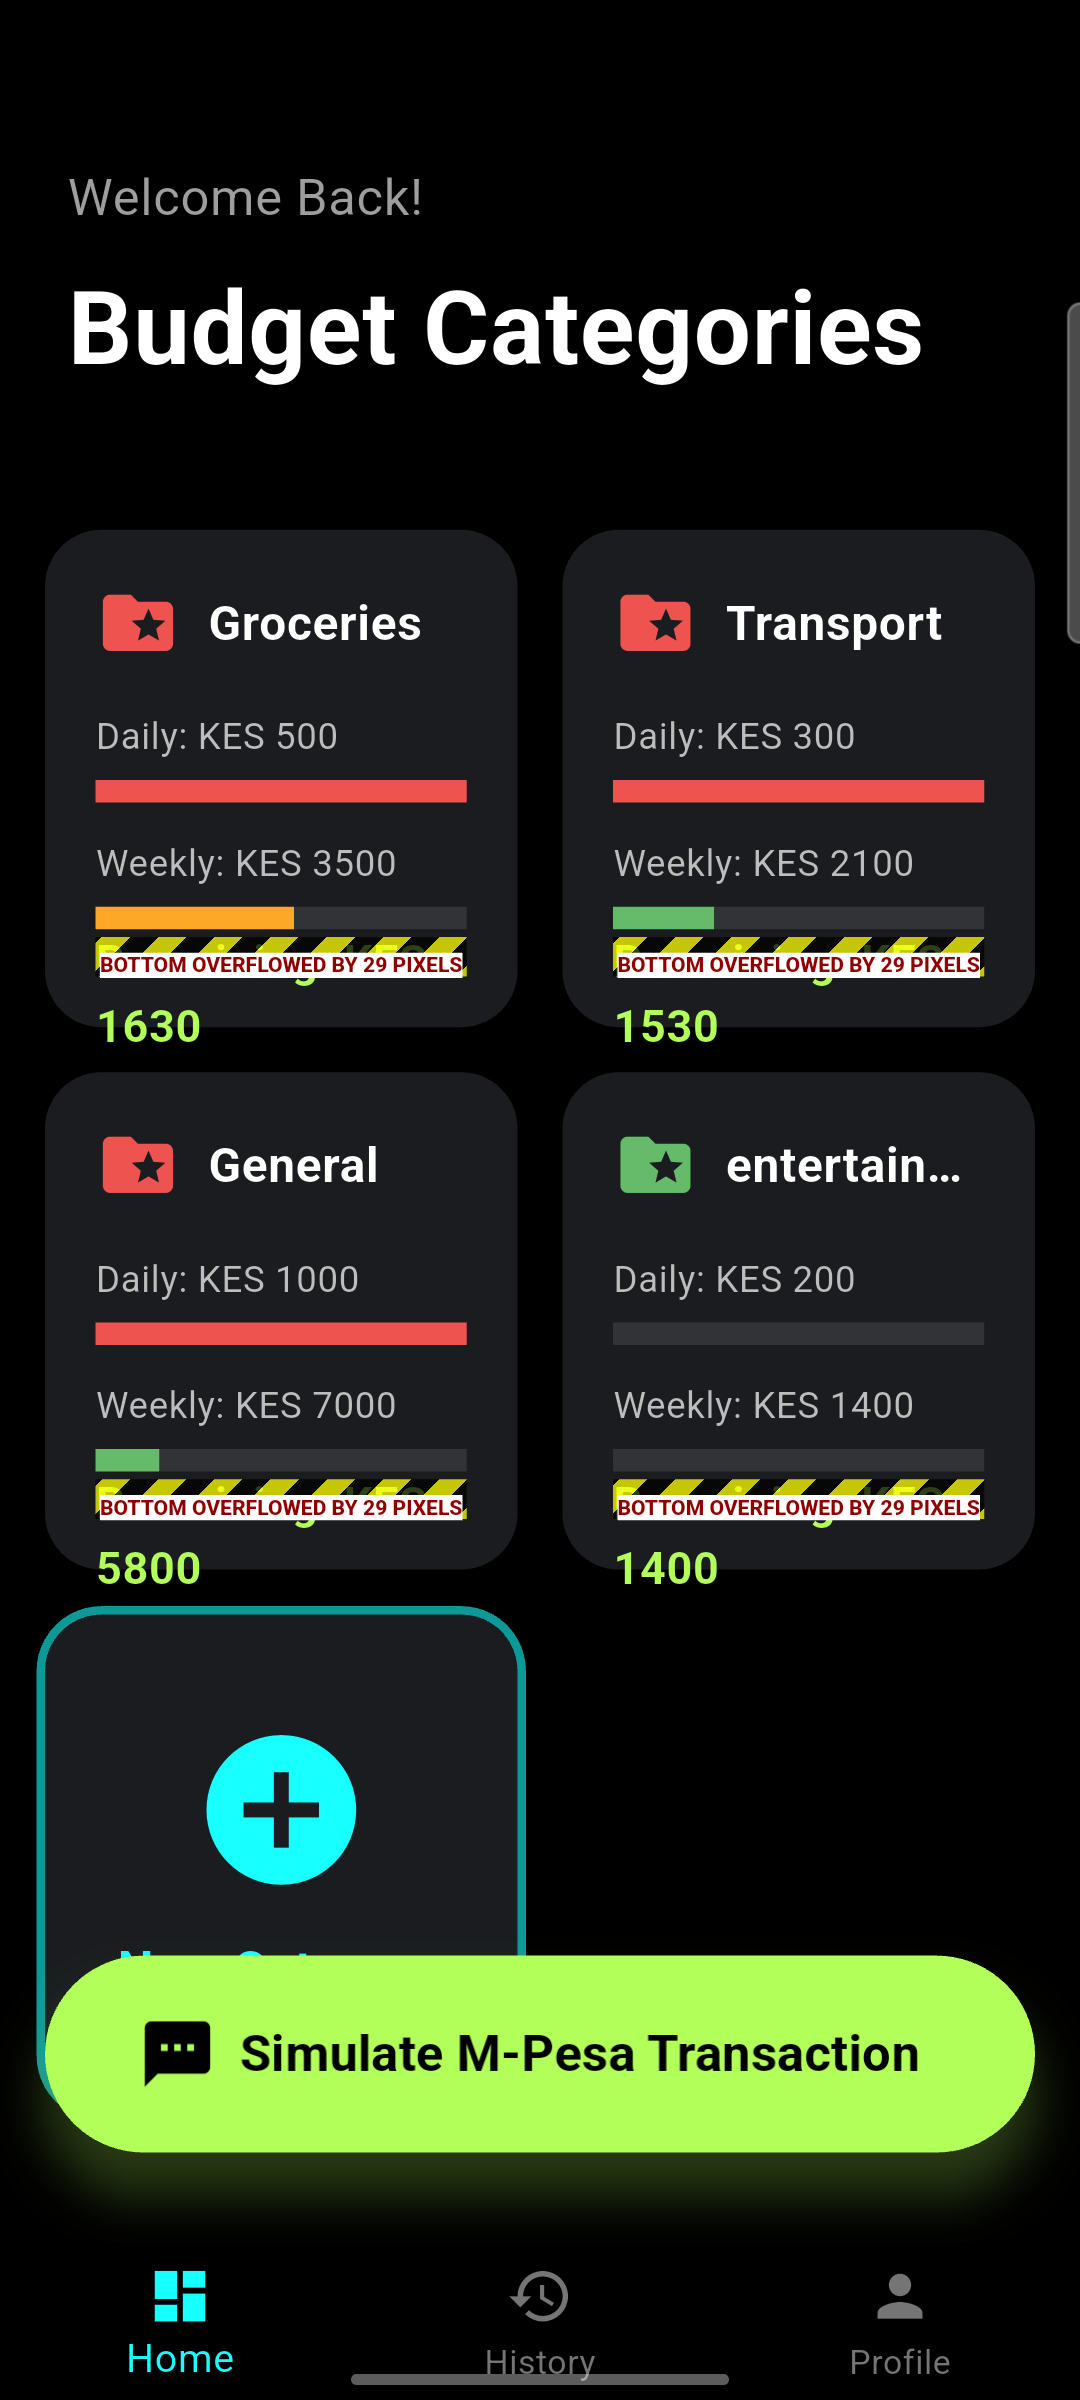 Welcome Back!
Budget Categories
Groceries
Daily: KES 500
Weekly: KES 3500
BOTTOM OVERFLOWED BY 29 PIXELS
1630
Transport
Daily: KES 300
Weekly: KES 2100
BOTTOM OVERFLOWED BY 29 PIXELS
1530
General
Daily: KES 1000
Weekly: KES 7000
BOTTOM OVERFLOWED BY 29 PIXELS
5800
entertain...
Daily: KES 200
Weekly: KES 1400
BOTTOM OVERFLOWED BY 29 PIXELS
1400
Simulate M-Pesa Transaction
Home
History
Profile